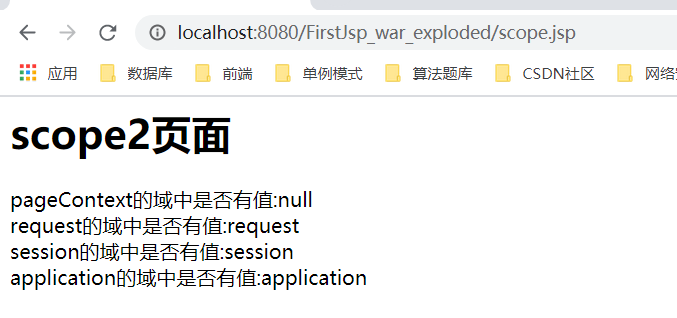 localhost:8080/FirstJsp_war_exploded/scope.jsp
应用 数据库 前端 单例模式 算法题库 CSDN社区
scope2页面
pageContext的域中是否有值:null
request的域中是否有值:request
session的域中是否有值:session
application的域中是否有值:application